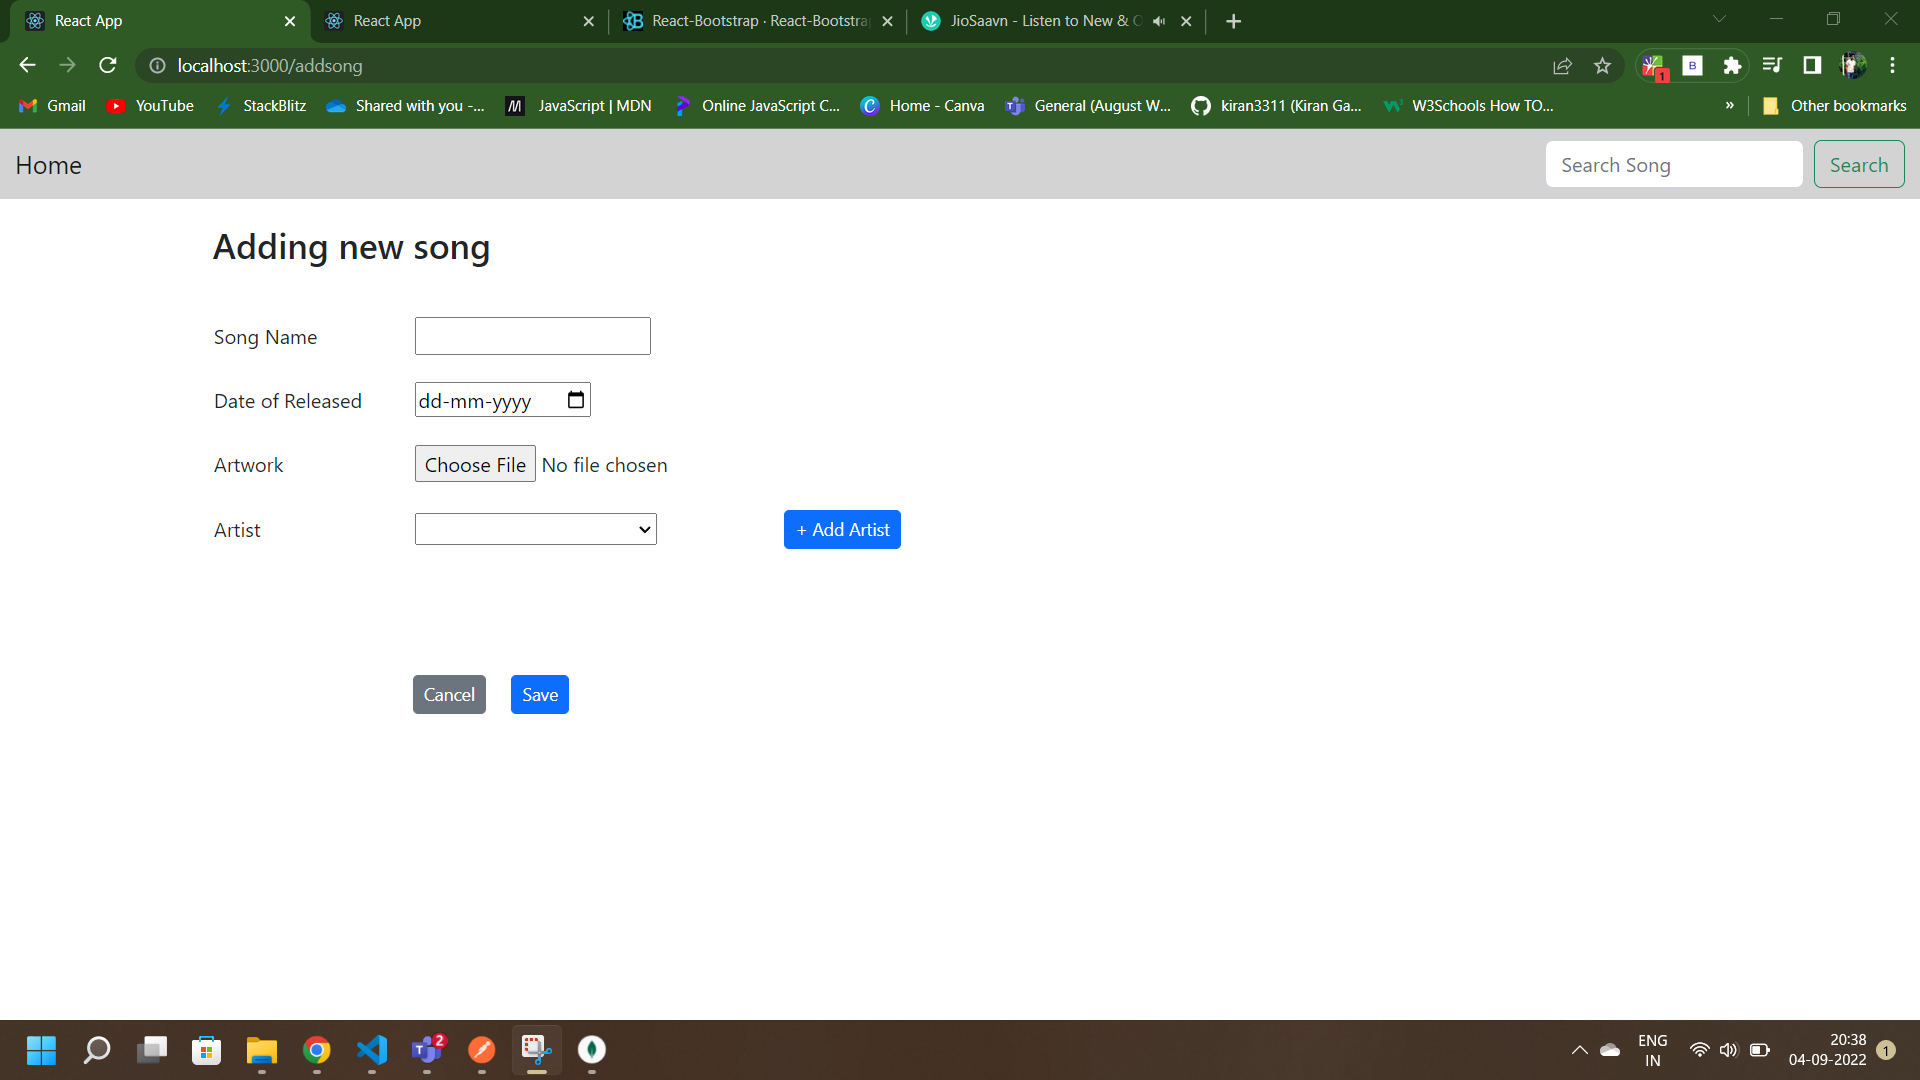 React App
React App
React-Bootstrap · React-Bootstra
JioSaavn - Listen to New & O
localhost:3000/addsong
1
B
Gmail
YouTube
StackBlitz
Shared with you -...
JavaScript | MDN
Online JavaScript C...
Home - Canva
General (August W...
kiran3311 (Kiran Ga...
W3Schools How TO...
»
Other bookmarks
Home
Search Song
Search
Adding new song
Song Name
Date of Released
dd-mm-yyyy
Artwork
Choose File No file chosen
Artist
+ Add Artist
Cancel
Save
2
ENG
IN
20:38
04-09-2022
1